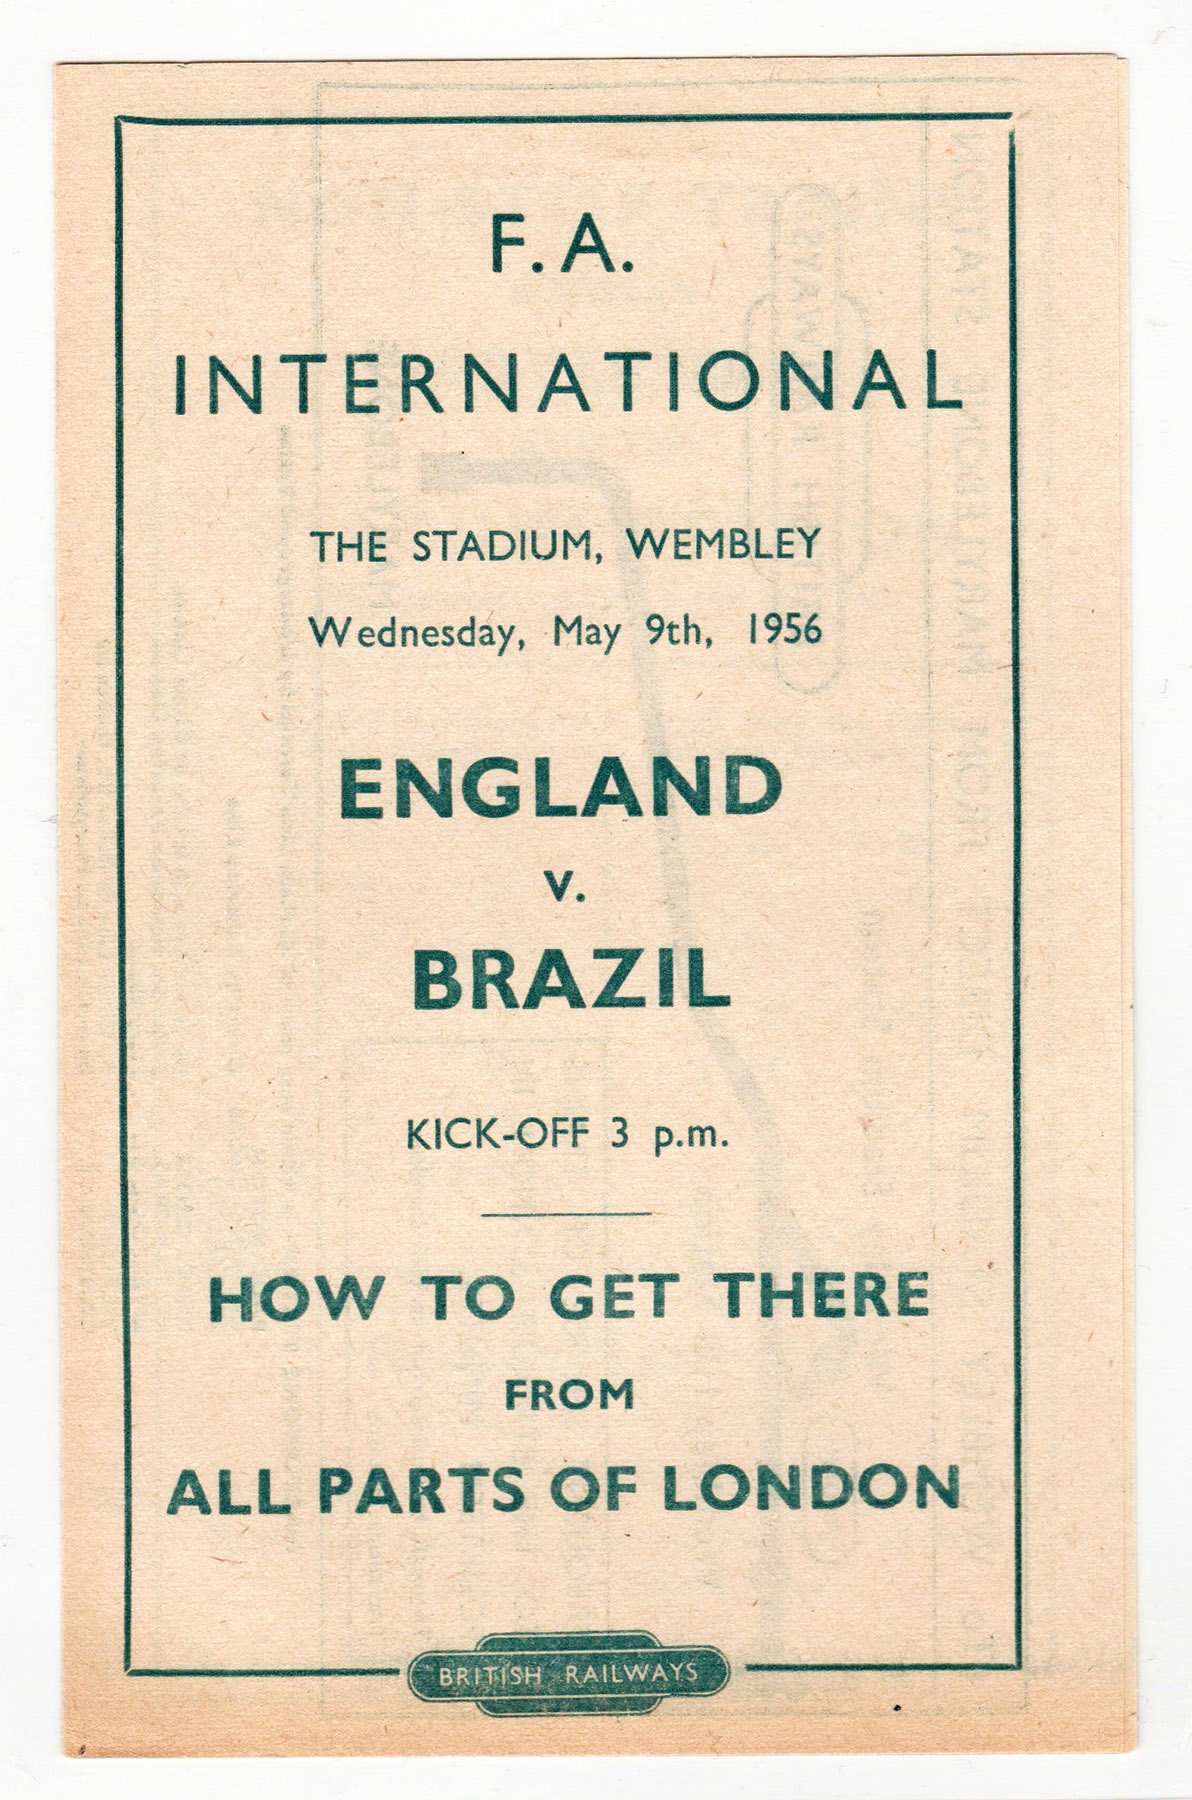 F.A.
INTERNATIONAL
THE STADIUM, WEMBLEY
Wednesday, May 9th, 1956
ENGLAND
v.
BRAZIL
KICK-OFF 3 p.m.
HOW TO GET THERE
FROM
ALL PARTS OF LONDON
BRITISH RAILWAYS